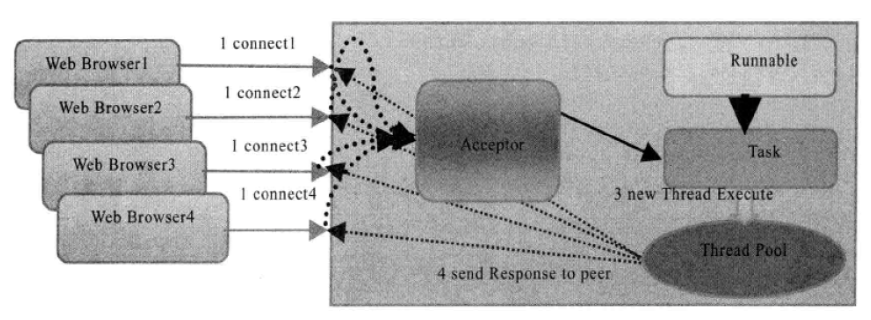 Web Browser1
Web Browser2
Web Browser3
Web Browser4
1 connect1
1 connect2
1 connect3
1 connect4
Acceptor
Runnable
Task
3 new Thread Execute
Thread Pool
4 send Response to peer